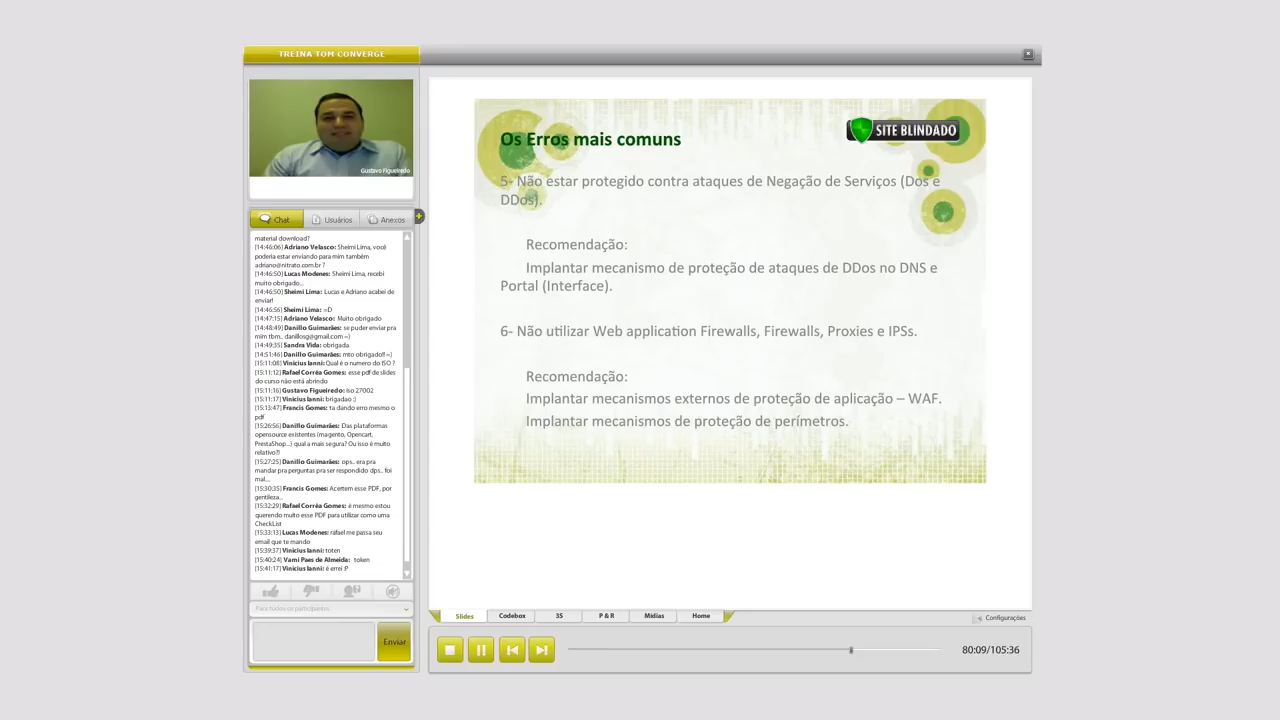 TREINA TOM CONVERGE
Gustavo Figueiredo
Chat
Usuários
Anexos
material download?
[14:46:06] Adriano Velasco: Sheimi Lima, você
poderia estar enviando para mim também
adriano@nitrato.com.br ?
[14:46:50] Lucas Modenes: Sheimi Lima, recebi
muito obrigado...
[14:46:50] Sheimi Lima: Lucas e Adriano acabei de
enviar!
[14:46:56] Sheimi Lima: =D
[14:47:15] Adriano Velasco: Muito obrigado
[14:48:49] Danillo Guimarães: se puder enviar pra
mim tbm.. danillosg@gmail.com =)
[14:49:35] Sandra Vida: obrigada
[14:51:46] Danillo Guimarães: mto obrigado!! =)
[15:11:08] Vinicius Ianni: Qual é o numero do ISO ?
[15:11:12] Rafael Corrêa Gomes: esse pdf de slides
do curso não está abrindo
[15:11:16] Gustavo Figueiredo: iso 27002
[15:11:17] Vinicius Ianni: brigadao :)
[15:13:47] Francis Gomes: ta dando erro mesmo o
pdf
[15:26:56] Danillo Guimarães: Das plataformas
opensource existentes (magento, Opencart,
PrestaShop...) qual a mais segura? Ou isso é muito
relativo?!
[15:27:25] Danillo Guimarães: ops.. era pra
mandar pra perguntas pra ser respondido dps.. foi
mal...
[15:30:35] Francis Gomes: Acertem esse PDF, por
gentileza...
[15:32:29] Rafael Corrêa Gomes: é mesmo estou
querendo muito esse PDF para utilizar como uma
CheckList
[15:33:13] Lucas Modenes: rafael me passa seu
email que te mando
[15:39:37] Vinicius Ianni: toten
[15:40:24] Vami Paes de Almeida: token
[15:41:17] Vinicius Ianni: é errei :P
Para todos os participantes
Enviar
Os Erros mais comuns
SITE BLINDADO
5- Não estar protegido contra ataques de Negação de Serviços (Dos e
DDos).
Recomendação:
Implantar mecanismo de proteção de ataques de DDos no DNS e
Portal (Interface).
6- Não utilizar Web application Firewalls, Firewalls, Proxies e IPSs.
Recomendação:
Implantar mecanismos externos de proteção de aplicação – WAF.
Implantar mecanismos de proteção de perímetros.
Slides
Codebox
3S
P & R
Mídias
Home
Configurações
80:09/105:36